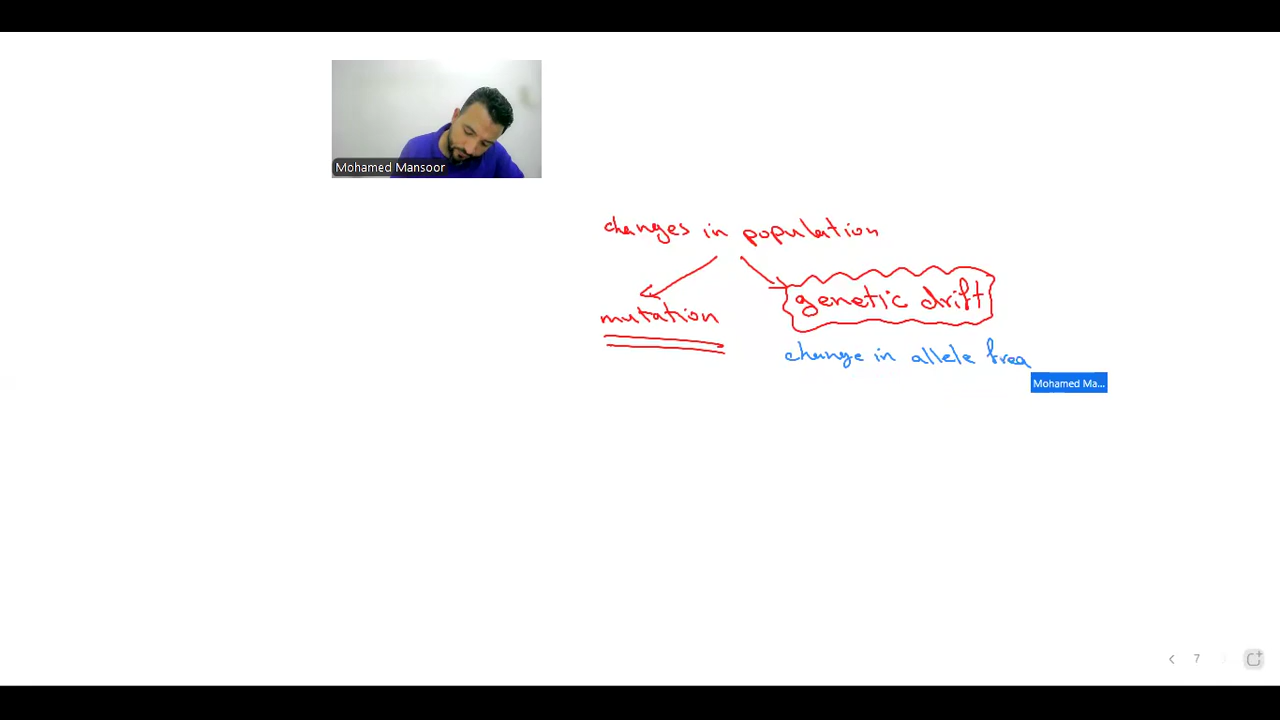 Mohamed Mansoor
changes in population
mutation
genetic drift
change in allele freq
Mohamed Ma...
7